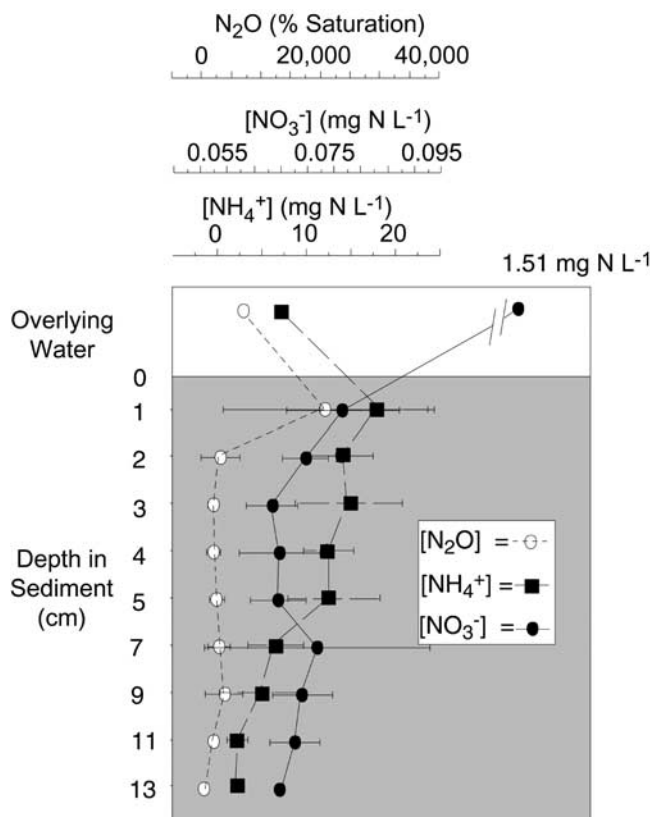 N₂O (% Saturation)
0 20,000 40,000
[NO₃⁻] (mg N L⁻¹)
0.055 0.075 0.095
[NH₄⁺] (mg N L⁻¹)
0 10 20
1.51 mg N L⁻¹
Overlying
Water
0
1
2
3
4
5
7
9
11
13
Depth in
Sediment
(cm)
[N₂O] =
[NH₄⁺] =
[NO₃⁻] =